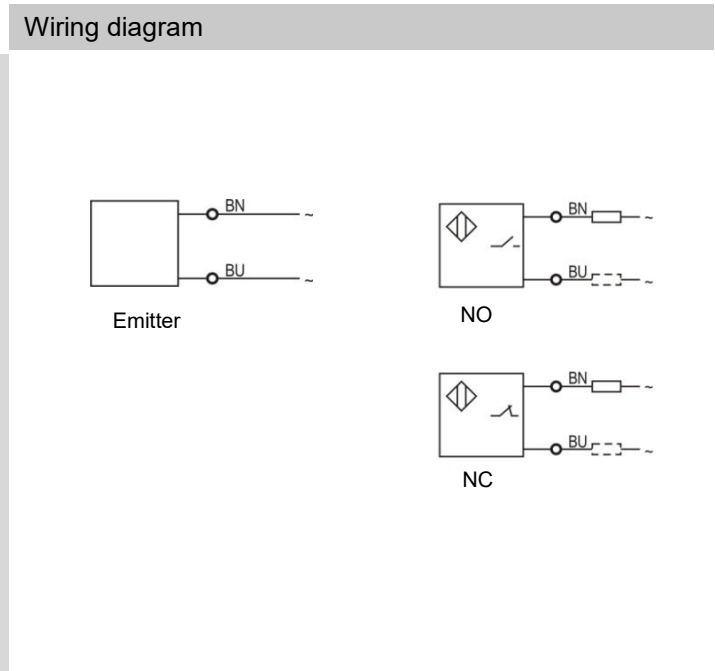 Wiring diagram
BN ~
BU ~
Emitter
BN ~
BU ~
NO
BN ~
BU ~
NC